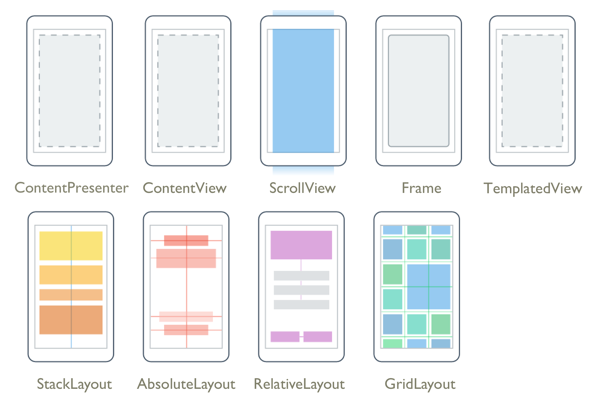 ContentPresenter ContentView ScrollView Frame TemplatedView
StackLayout AbsoluteLayout RelativeLayout GridLayout